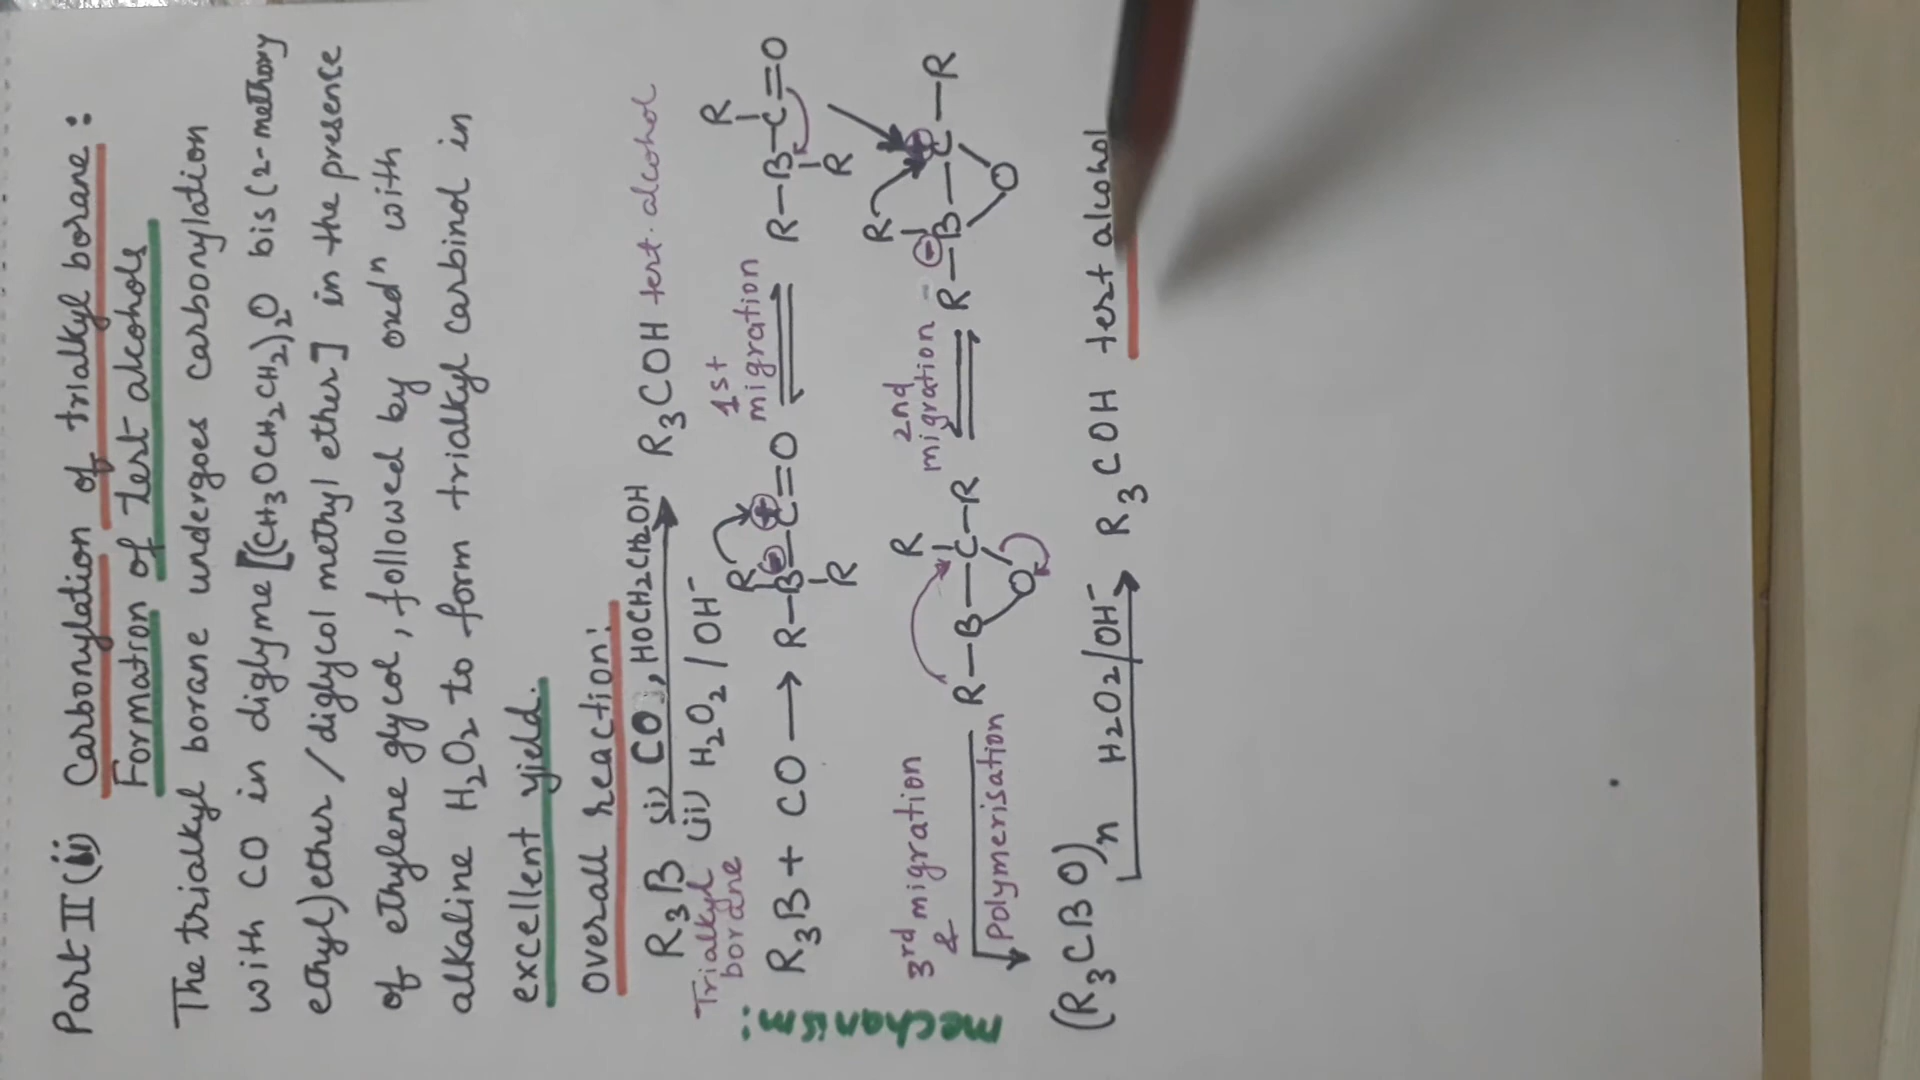 Part II (ii) Carbonylation of trialkyl borane:
Formation of tert alcohols
The trialkyl borane undergoes carbonylation
with CO in diglyme [(CH3OCH2CH2)2O bis(2-methoxy
ethyl)ether / diglycol methyl ether] in the presence
of ethylene glycol, followed by oxdⁿ with
alkaline H2O2 to form trialkyl carbinol in
excellent yield.
Overall reaction:
R3B (i) CO, HOCH2CH2OH R3COH tert. alcohol
Trialkyl borane (ii) H2O2 / OH⁻
mechanism:
R3B + CO → R–B–C=O 1st migration R–B–C=O
R R R R
⊖ ⊕
3rd migration & Polymerisation R–B–C–R 2nd migration R–B–C–R
R O R O
⊖ ⊕
(R3CBO)n H2O2/OH⁻ → R3COH tert alcohol